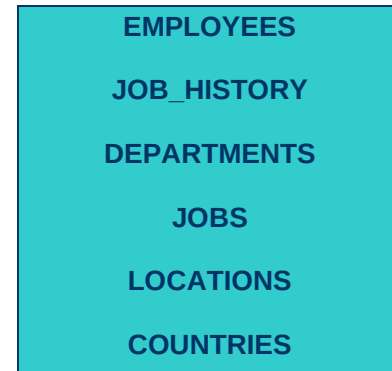 EMPLOYEES
JOB_HISTORY
DEPARTMENTS
JOBS
LOCATIONS
COUNTRIES